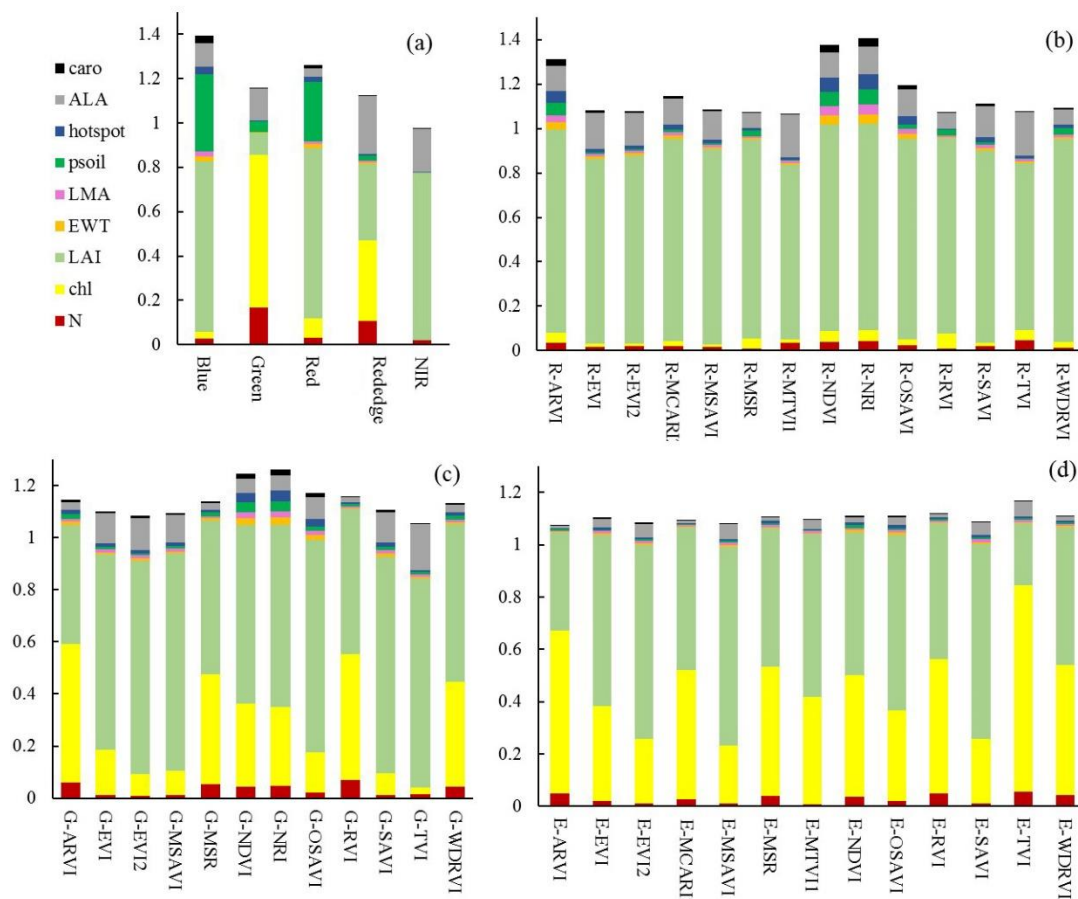 (a)
1.4
1.2
1
0.8
0.6
0.4
0.2
0
caro
ALA
hotspot
psoil
LMA
EWT
LAI
chl
N
Blue
Green
Red
Rededge
NIR
(b)
1.4
1.2
1
0.8
0.6
0.4
0.2
0
R-ARVI
R-EVI
R-EVI2
R-MCARI2
R-MSAVI
R-MSR
R-MTVI1
R-NDVI
R-NRI
R-OSAVI
R-RVI
R-SAVI
R-TVI
R-WDRVI
(c)
1.2
1
0.8
0.6
0.4
0.2
0
G-ARVI
G-EVI
G-EVI2
G-MSAVI
G-MSR
G-NDVI
G-NRI
G-OSAVI
G-RVI
G-SAVI
G-TVI
G-WDRVI
(d)
1.2
1
0.8
0.6
0.4
0.2
0
E-ARVI
E-EVI
E-EVI2
E-MCARI
E-MSAVI
E-MSR
E-MTVI1
E-NDVI
E-OSAVI
E-RVI
E-SAVI
E-TVI
E-WDRVI